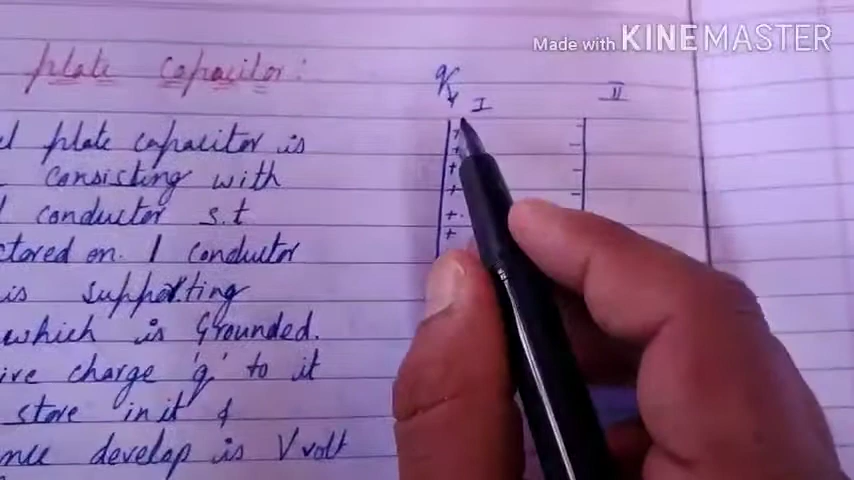 Made with KINEMASTER
plate capacitor:
q
I
II
plate capacitor is
consisting with
conductor s.t
on 1 conductor
is supporting
which is Grounded.
charge 'q' to it
store in it &
develop is V volt